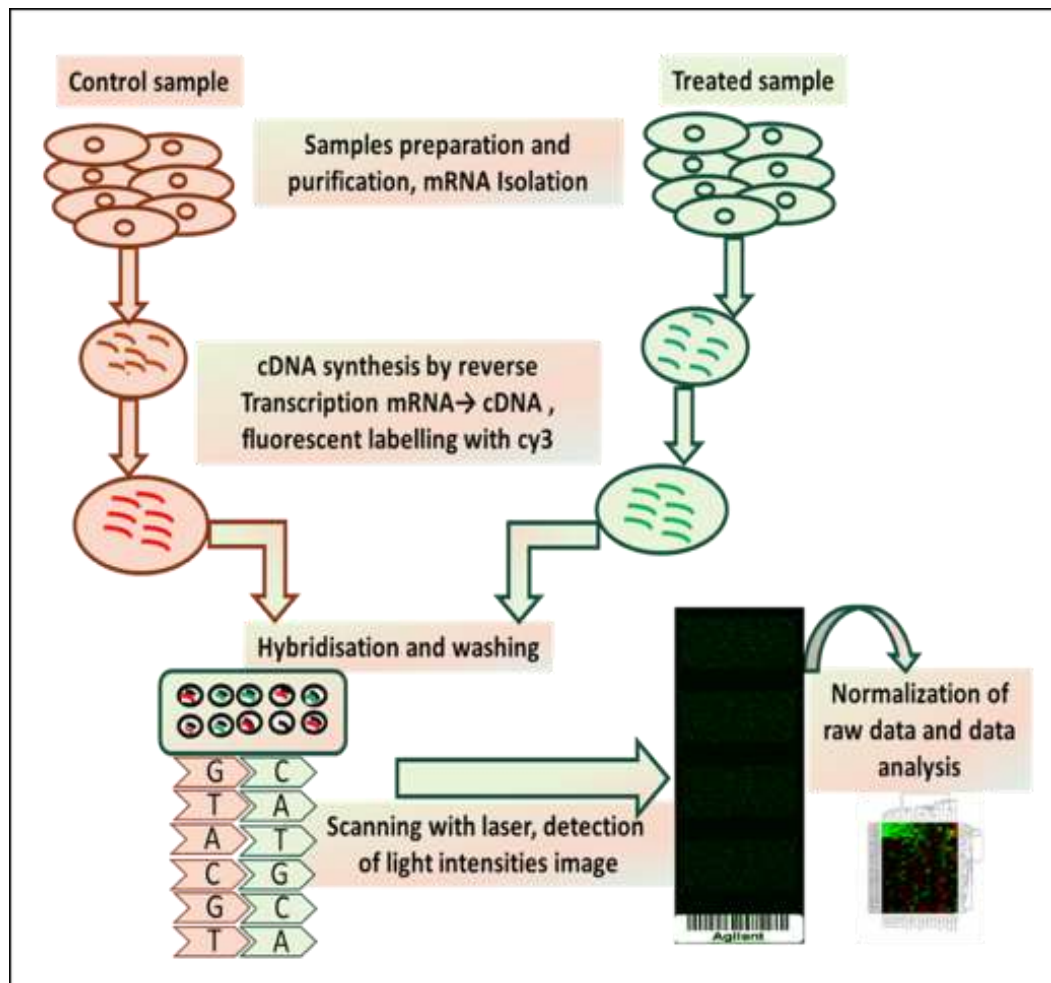 Control sample
Treated sample
Samples preparation and
purification, mRNA Isolation
cDNA synthesis by reverse
Transcription mRNA→ cDNA ,
fluorescent labelling with cy3
Hybridisation and washing
Normalization of
raw data and data
analysis
G C
T A
A T
C G
G C
T A
Scanning with laser, detection
of light intensities image
Agilent